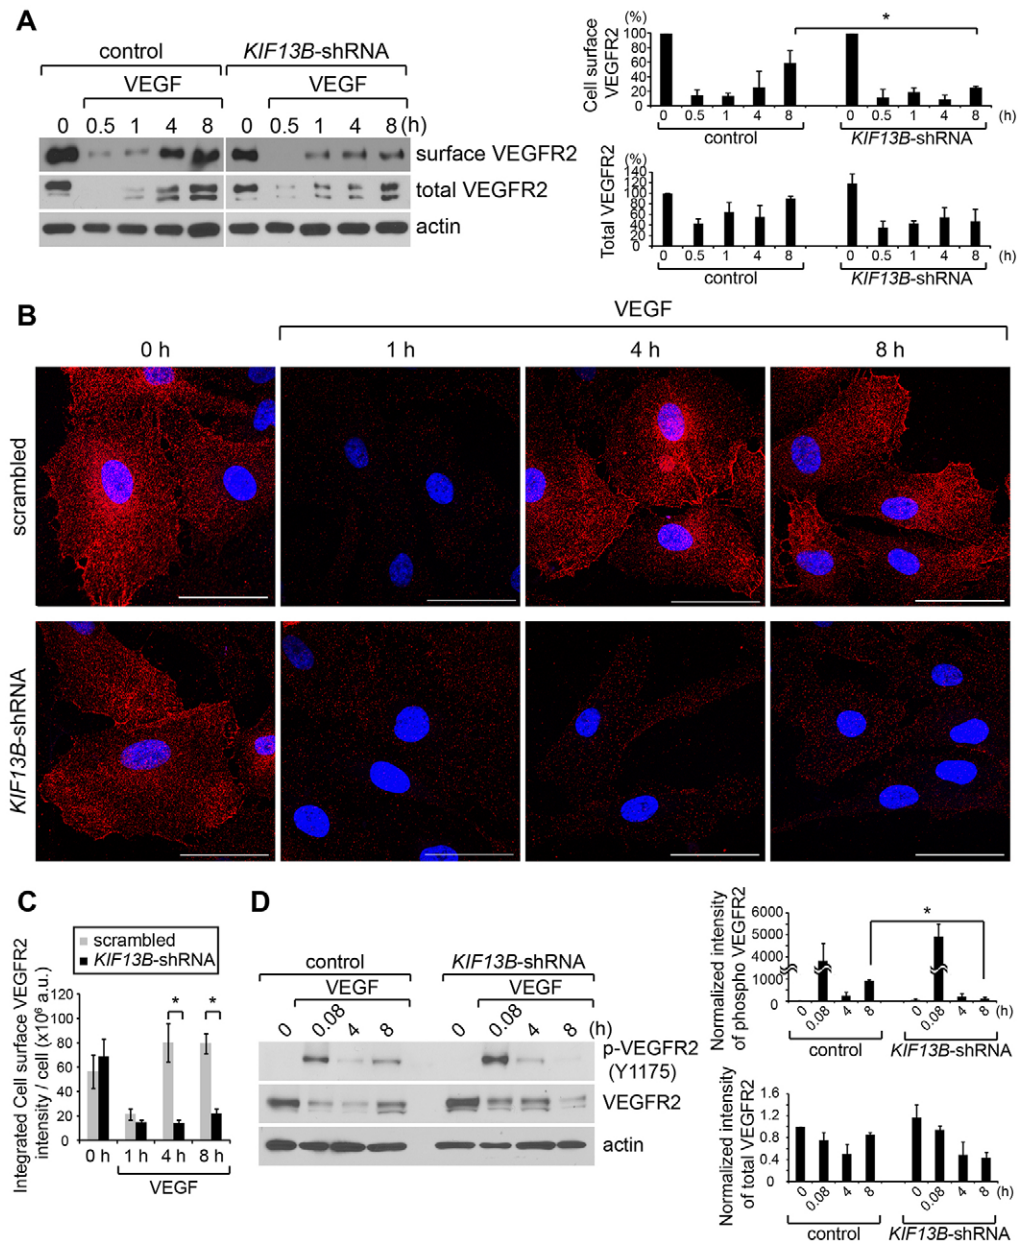 A
control
KIF13B-shRNA
VEGF
VEGF
0 0.5 1 4 8 0 0.5 1 4 8 (h)
surface VEGFR2
total VEGFR2
actin
Cell surface
VEGFR2
(%)
100
80
60
40
20
0
*
0 0.5 1 4 8 0 0.5 1 4 8 (h)
control KIF13B-shRNA
Total VEGFR2
(%)
140
120
100
80
60
40
20
0
0 0.5 1 4 8 0 0.5 1 4 8 (h)
control KIF13B-shRNA
B
VEGF
0 h 1 h 4 h 8 h
scrambled
KIF13B-shRNA
C
scrambled
KIF13B-shRNA
Integrated Cell surface VEGFR2
intensity / cell (x10⁶ a.u.)
120
100
80
60
40
20
0
* *
0 h 1 h 4 h 8 h
VEGF
D
control KIF13B-shRNA
VEGF VEGF
0 0.08 4 8 0 0.08 4 8 (h)
p-VEGFR2
(Y1175)
VEGFR2
actin
Normalized intensity
of phospho VEGFR2
6000
5000
4000
1000
0
*
0 0.08 4 8 0 0.08 4 8 (h)
control KIF13B-shRNA
Normalized intensity
of total VEGFR2
1.6
1.2
0.8
0.4
0
0 0.08 4 8 0 0.08 4 8 (h)
control KIF13B-shRNA